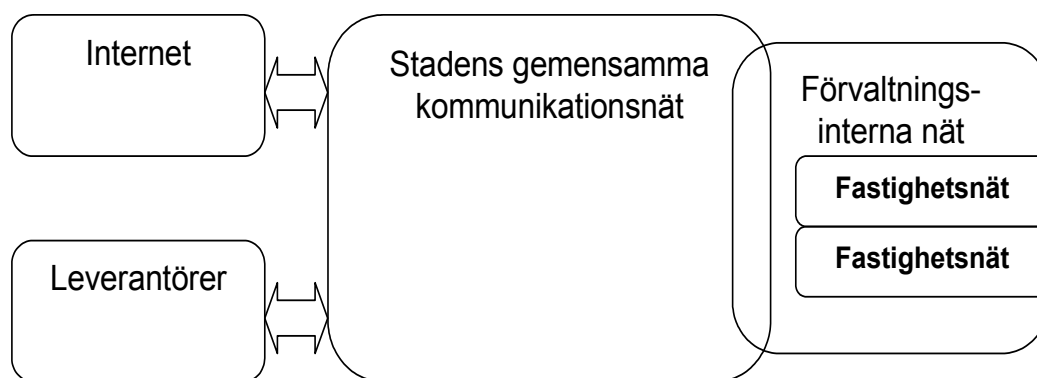 Internet
Stadens gemensamma
kommunikationsnät
Förvaltnings-
interna nät
Fastighetsnät
Fastighetsnät
Leverantörer